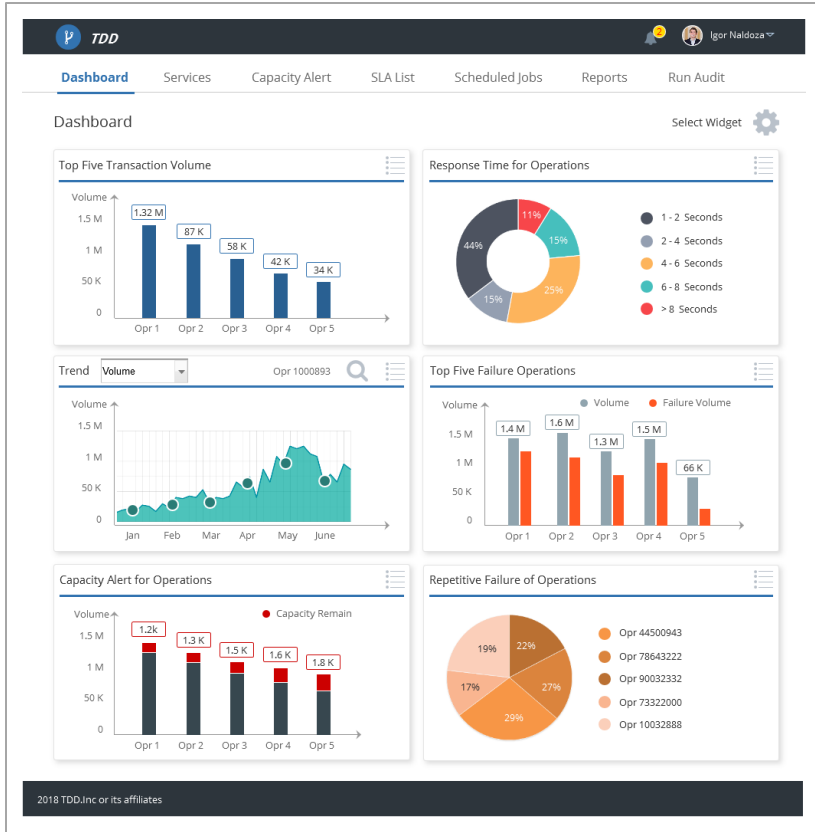 TDD
2
Igor Naldoza
Dashboard Services Capacity Alert SLA List Scheduled Jobs Reports Run Audit
Dashboard
Select Widget
Top Five Transaction Volume
Volume
1.5 M
1 M
50 K
0
1.32 M
87 K
58 K
42 K
34 K
Opr 1 Opr 2 Opr 3 Opr 4 Opr 5
Response Time for Operations
11%
15%
25%
15%
44%
1 - 2 Seconds
2 - 4 Seconds
4 - 6 Seconds
6 - 8 Seconds
> 8 Seconds
Trend Volume Opr 1000893
Volume
1.5 M
1 M
50 K
0
Jan Feb Mar Apr May June
Top Five Failure Operations
Volume Failure Volume
Volume
1.5 M
1 M
50 K
0
1.4 M
1.6 M
1.3 M
1.5 M
66 K
Opr 1 Opr 2 Opr 3 Opr 4 Opr 5
Capacity Alert for Operations
Capacity Remain
Volume
1.5 M
1 M
50 K
0
1.2k
1.3 K
1.5 K
1.6 K
1.8 K
Opr 1 Opr 2 Opr 3 Opr 4 Opr 5
Repetitive Failure of Operations
22%
27%
29%
17%
19%
Opr 44500943
Opr 78643222
Opr 90032332
Opr 73322000
Opr 10032888
2018 TDD.Inc or its affiliates